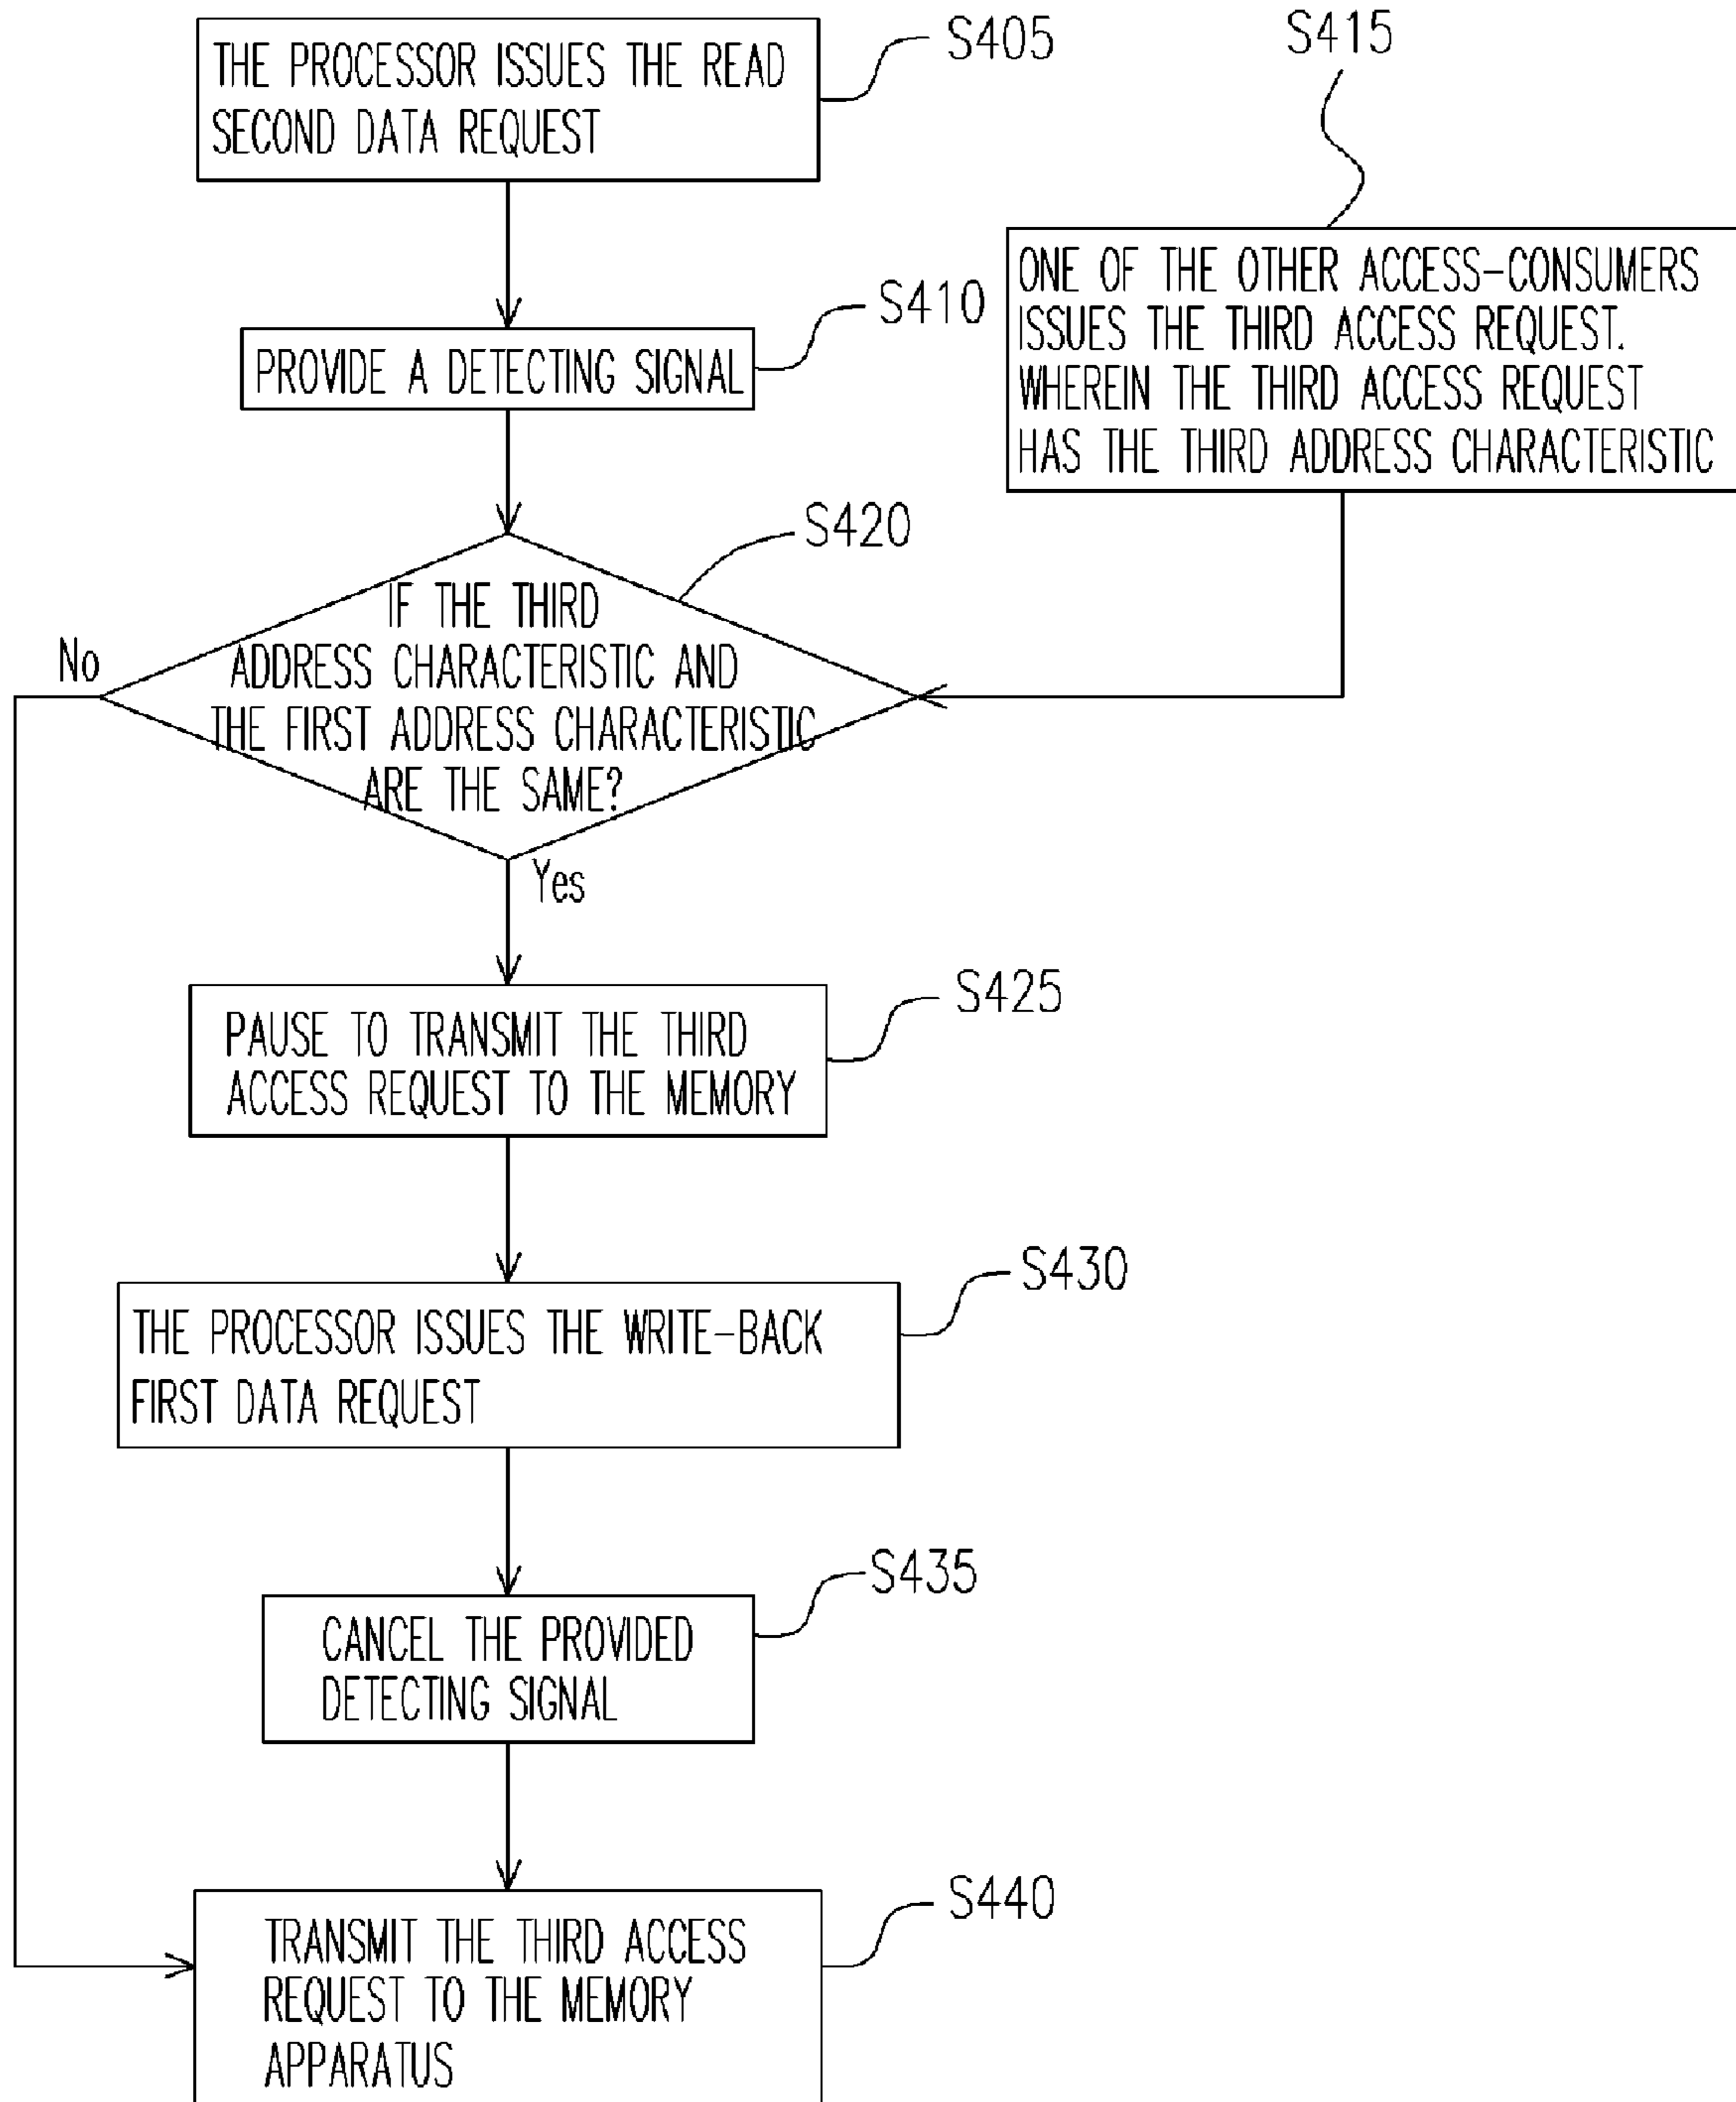 THE PROCESSOR ISSUES THE READ
SECOND DATA REQUEST
S405
S415
PROVIDE A DETECTING SIGNAL
S410
ONE OF THE OTHER ACCESS-CONSUMERS
ISSUES THE THIRD ACCESS REQUEST.
WHEREIN THE THIRD ACCESS REQUEST
HAS THE THIRD ADDRESS CHARACTERISTIC
S420
IF THE THIRD
ADDRESS CHARACTERISTIC AND
THE FIRST ADDRESS CHARACTERISTIC
ARE THE SAME?
No
Yes
PAUSE TO TRANSMIT THE THIRD
ACCESS REQUEST TO THE MEMORY
S425
THE PROCESSOR ISSUES THE WRITE-BACK
FIRST DATA REQUEST
S430
CANCEL THE PROVIDED
DETECTING SIGNAL
S435
TRANSMIT THE THIRD ACCESS
REQUEST TO THE MEMORY
APPARATUS
S440